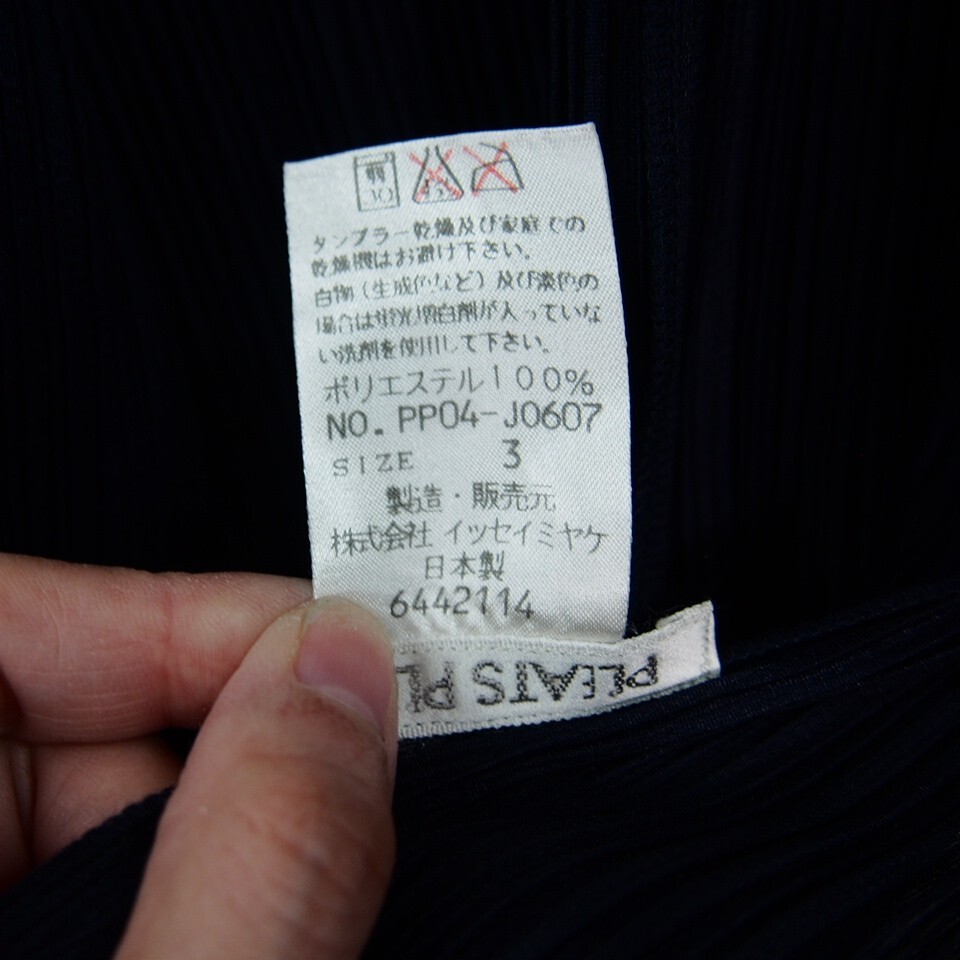 弱
30
タンブラー乾燥及び家庭での
乾燥機はお避け下さい。
白物(生成色など)及び淡色の
場合は蛍光増白剤が入っていな
い洗剤を使用して下さい。
ポリエステル100%
NO. PP04-J0607
SIZE 3
製造・販売元
株式会社 イッセイミヤケ
日本製
6442114
PLEATS PL